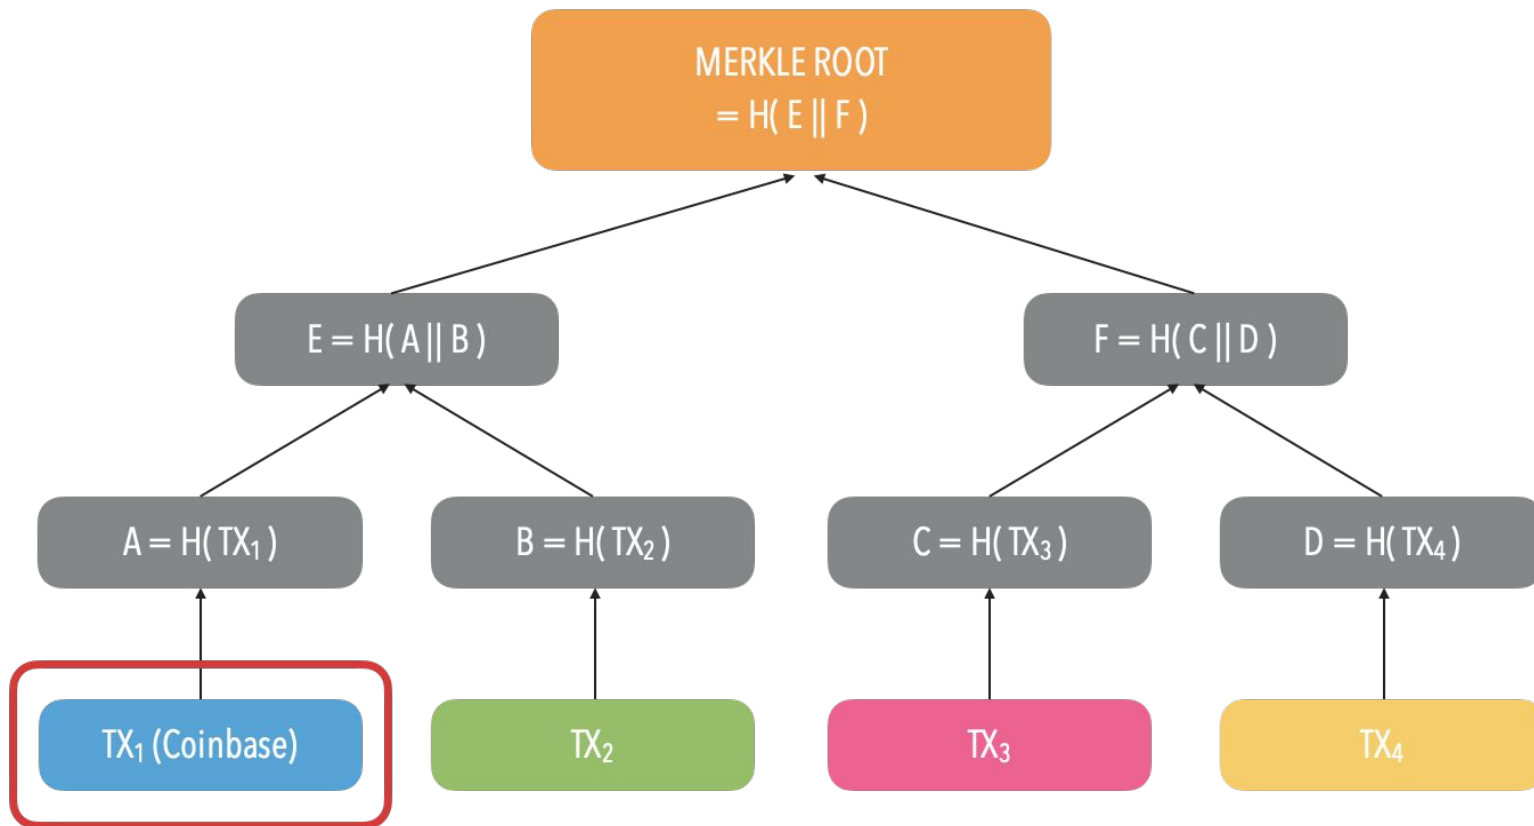 MERKLE ROOT
= H( E || F )
E = H( A || B )
F = H( C || D )
A = H( TX₁ )
B = H( TX₂ )
C = H( TX₃ )
D = H( TX₄ )
TX₁ (Coinbase)
TX₂
TX₃
TX₄